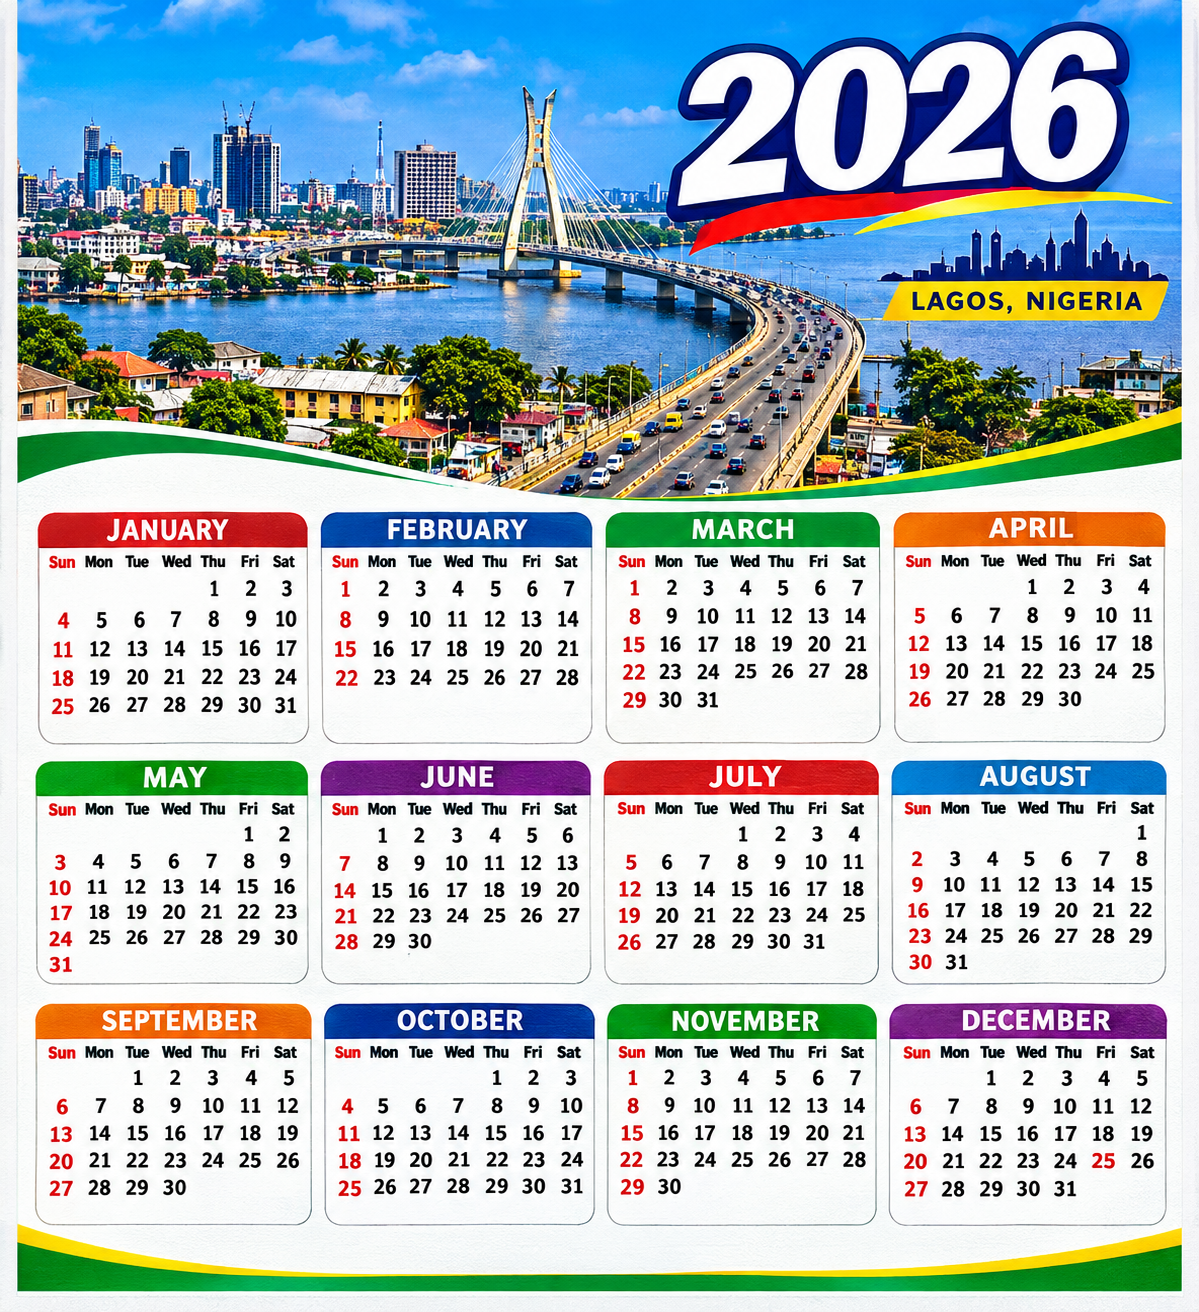 2026
LAGOS, NIGERIA
JANUARY
Sun Mon Tue Wed Thu Fri Sat
1 2 3
4 5 6 7 8 9 10
11 12 13 14 15 16 17
18 19 20 21 22 23 24
25 26 27 28 29 30 31
FEBRUARY
Sun Mon Tue Wed Thu Fri Sat
1 2 3 4 5 6 7
8 9 10 11 12 13 14
15 16 17 18 19 20 21
22 23 24 25 26 27 28
MARCH
Sun Mon Tue Wed Thu Fri Sat
1 2 3 4 5 6 7
8 9 10 11 12 13 14
15 16 17 18 19 20 21
22 23 24 25 26 27 28
29 30 31
APRIL
Sun Mon Tue Wed Thu Fri Sat
1 2 3 4
5 6 7 8 9 10 11
12 13 14 15 16 17 18
19 20 21 22 23 24 25
26 27 28 29 30
MAY
Sun Mon Tue Wed Thu Fri Sat
1 2
3 4 5 6 7 8 9
10 11 12 13 14 15 16
17 18 19 20 21 22 23
24 25 26 27 28 29 30
31
JUNE
Sun Mon Tue Wed Thu Fri Sat
1 2 3 4 5 6
7 8 9 10 11 12 13
14 15 16 17 18 19 20
21 22 23 24 25 26 27
28 29 30
JULY
Sun Mon Tue Wed Thu Fri Sat
1 2 3 4
5 6 7 8 9 10 11
12 13 14 15 16 17 18
19 20 21 22 23 24 25
26 27 28 29 30 31
AUGUST
Sun Mon Tue Wed Thu Fri Sat
1
2 3 4 5 6 7 8
9 10 11 12 13 14 15
16 17 18 19 20 21 22
23 24 25 26 27 28 29
30 31
SEPTEMBER
Sun Mon Tue Wed Thu Fri Sat
1 2 3 4 5
6 7 8 9 10 11 12
13 14 15 16 17 18 19
20 21 22 23 24 25 26
27 28 29 30
OCTOBER
Sun Mon Tue Wed Thu Fri Sat
1 2 3
4 5 6 7 8 9 10
11 12 13 14 15 16 17
18 19 20 21 22 23 24
25 26 27 28 29 30 31
NOVEMBER
Sun Mon Tue Wed Thu Fri Sat
1 2 3 4 5 6 7
8 9 10 11 12 13 14
15 16 17 18 19 20 21
22 23 24 25 26 27 28
29 30
DECEMBER
Sun Mon Tue Wed Thu Fri Sat
1 2 3 4 5
6 7 8 9 10 11 12
13 14 15 16 17 18 19
20 21 22 23 24 25 26
27 28 29 30 31